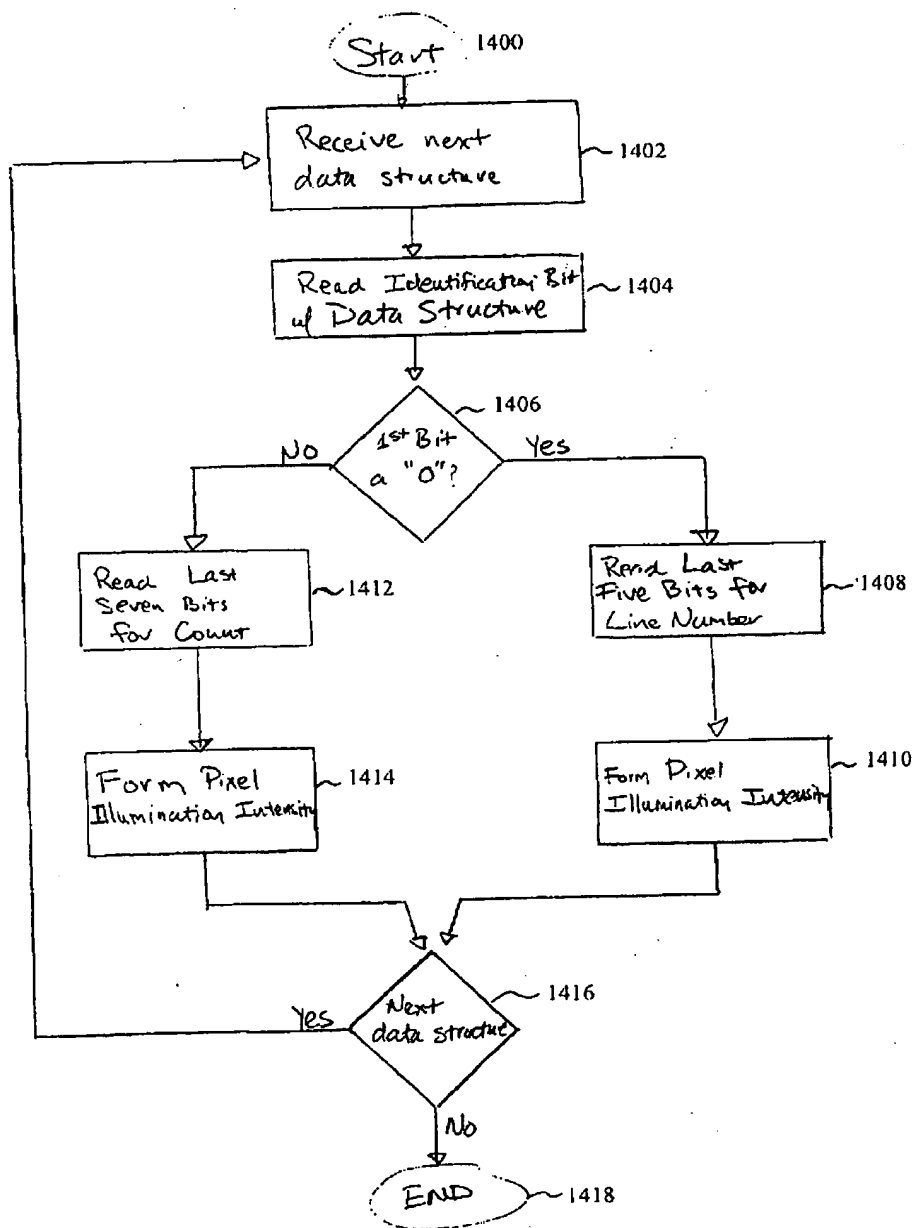 Start 1400
Receive next
data structure
1402
Read Identification Bit
w/ Data Structure
1404
1406
1st Bit
a "0"?
No
Yes
Read Last
Seven Bits
for Count
1412
Read Last
Five Bits for
Line Number
1408
Form Pixel
Illumination Intensity
1414
Form Pixel
Illumination Intensity
1410
Next
data structure
1416
Yes
No
END
1418